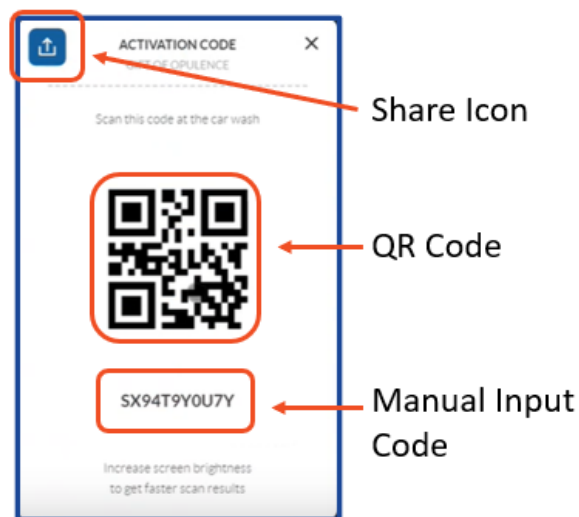 ACTIVATION CODE
GIFT OF OPULENCE
Share Icon
Scan this code at the car wash
QR Code
SX94T9Y0U7Y
Manual Input
Code
Increase screen brightness
to get faster scan results